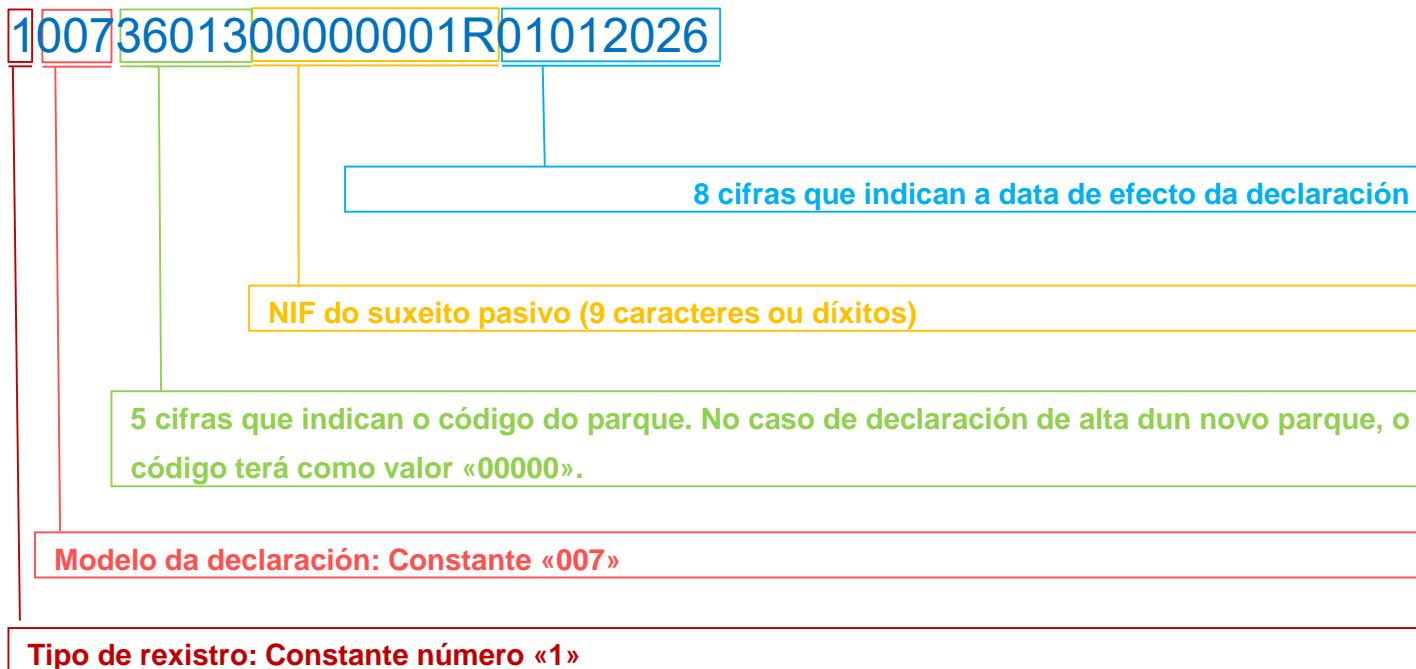 10073601300000001R01012026
8 cifras que indican a data de efecto da declaración
NIF do suxeito pasivo (9 caracteres ou díxitos)
5 cifras que indican o código do parque. No caso de declaración de alta dun novo parque, o
código terá como valor «00000».
Modelo da declaración: Constante «007»
Tipo de rexistro: Constante número «1»